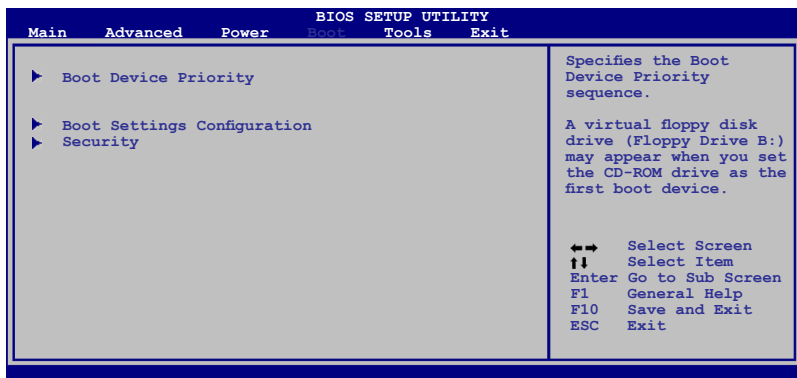 BIOS SETUP UTILITY
Main Advanced Power Boot Tools Exit
Boot Device Priority
Boot Settings Configuration
Security
Specifies the Boot
Device Priority
sequence.
A virtual floppy disk
drive (Floppy Drive B:)
may appear when you set
the CD-ROM drive as the
first boot device.
←→ Select Screen
↑↓ Select Item
Enter Go to Sub Screen
F1 General Help
F10 Save and Exit
ESC Exit